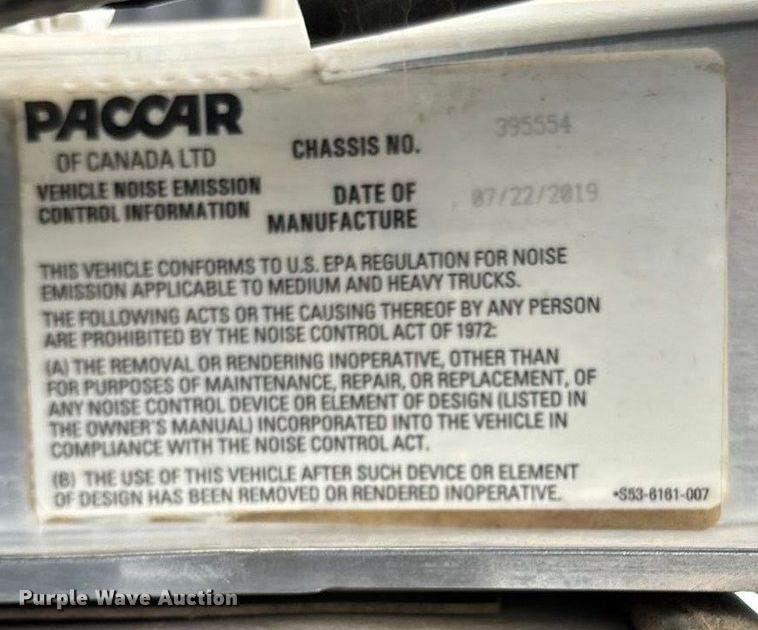 PACCAR
OF CANADA LTD
VEHICLE NOISE EMISSION
CONTROL INFORMATION
CHASSIS NO.
395554
DATE OF
MANUFACTURE
07/22/2019
THIS VEHICLE CONFORMS TO U.S. EPA REGULATION FOR NOISE
EMISSION APPLICABLE TO MEDIUM AND HEAVY TRUCKS.
THE FOLLOWING ACTS OR THE CAUSING THEREOF BY ANY PERSON
ARE PROHIBITED BY THE NOISE CONTROL ACT OF 1972:
(A) THE REMOVAL OR RENDERING INOPERATIVE, OTHER THAN
FOR PURPOSES OF MAINTENANCE, REPAIR, OR REPLACEMENT, OF
ANY NOISE CONTROL DEVICE OR ELEMENT OF DESIGN (LISTED IN
THE OWNER'S MANUAL) INCORPORATED INTO THE VEHICLE IN
COMPLIANCE WITH THE NOISE CONTROL ACT.
(B) THE USE OF THIS VEHICLE AFTER SUCH DEVICE OR ELEMENT
OF DESIGN HAS BEEN REMOVED OR RENDERED INOPERATIVE.
•S53-6161-007
Purple Wave Auction